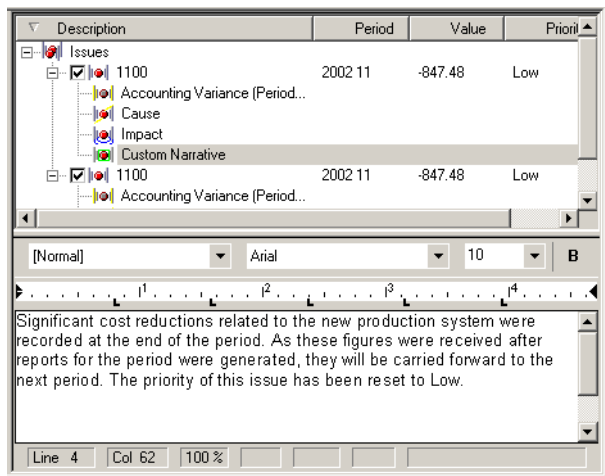 Description Period Value Priorit
Issues
1100 2002 11 -847.48 Low
Accounting Variance (Period...
Cause
Impact
Custom Narrative
1100 2002 11 -847.48 Low
Accounting Variance (Period...
[Normal] Arial 10 B
1 2 3 4
Significant cost reductions related to the new production system were
recorded at the end of the period. As these figures were received after
reports for the period were generated, they will be carried forward to the
next period. The priority of this issue has been reset to Low.
Line 4 Col 62 100 %